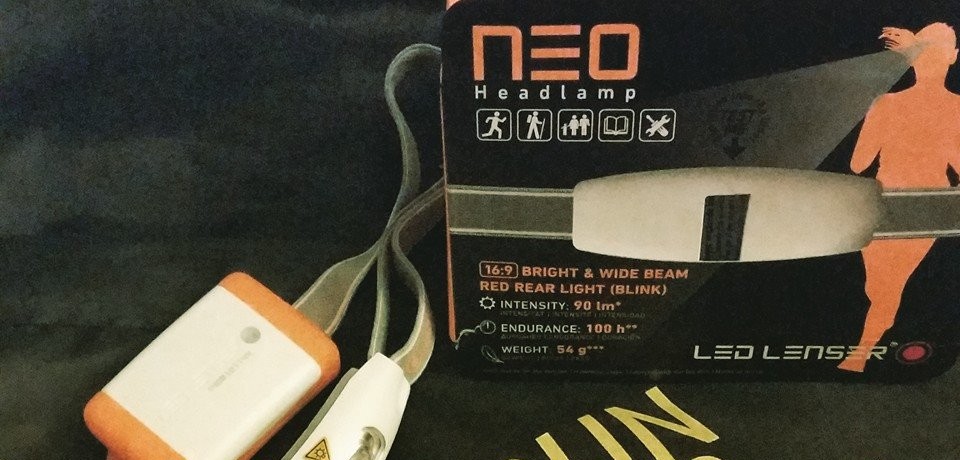 NEO
Headlamp
16:9 BRIGHT & WIDE BEAM
RED REAR LIGHT (BLINK)
INTENSITY: 90 lm*
ENDURANCE: 100 h**
WEIGHT: 54 g***
LED LENSER
UN